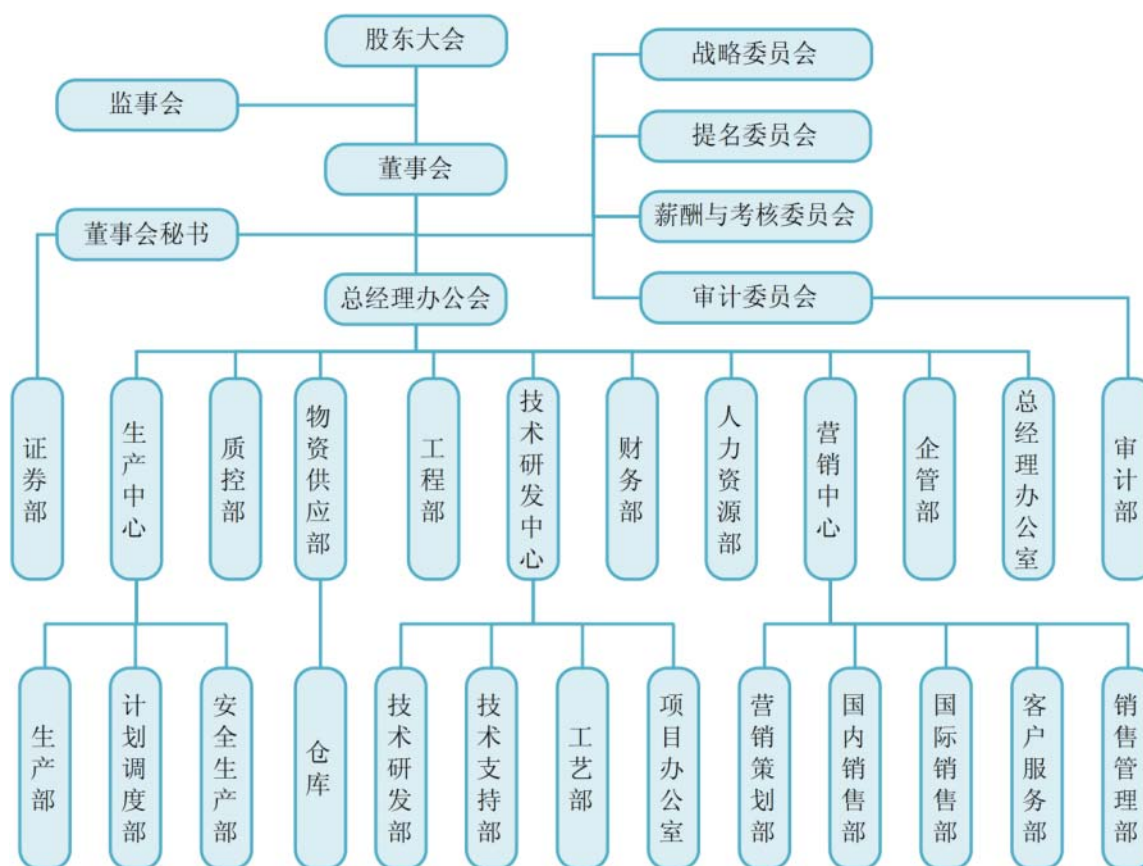 股东大会
战略委员会
监事会
提名委员会
董事会
薪酬与考核委员会
董事会秘书
总经理办公会
审计委员会
证券部
生产中心
质控部
物资供应部
工程部
技术研发中心
财务部
人力资源部
营销中心
企管部
总经理办公室
审计部
生产部
计划调度部
安全生产部
仓库
技术研发部
技术支持部
工艺部
项目办公室
营销策划部
国内销售部
国际销售部
客户服务部
销售管理部